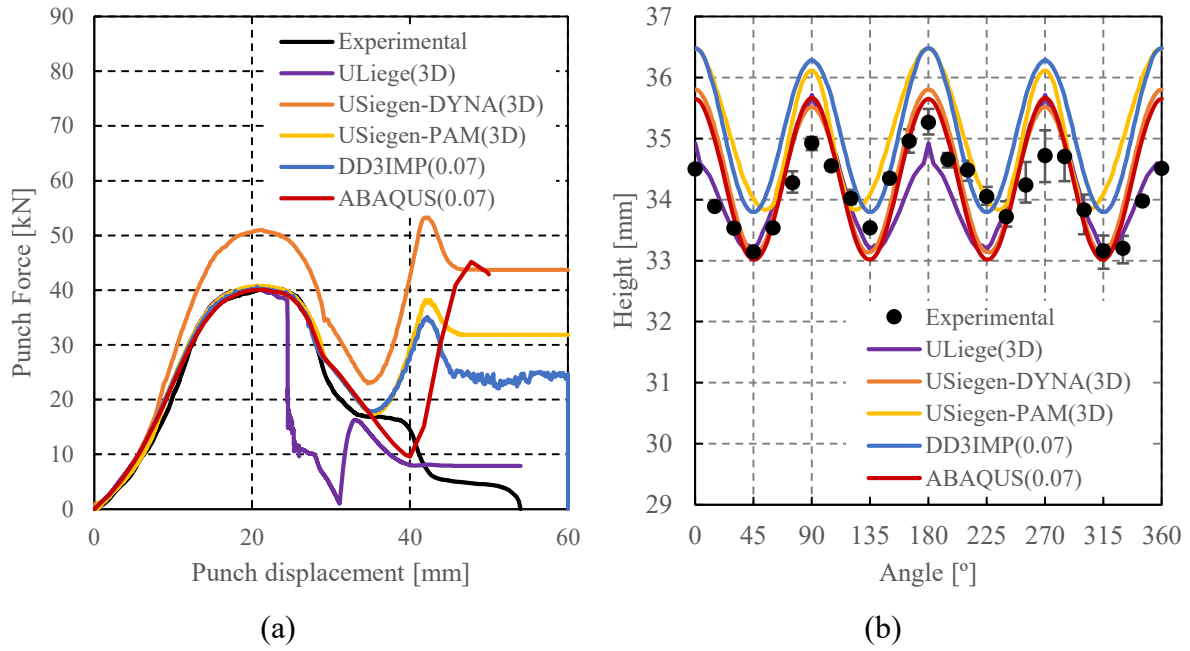 90
80
70
60
50
40
30
20
10
0
Punch Force [kN]
0 20 40 60
Punch displacement [mm]
Experimental
ULiege(3D)
USiegen-DYNA(3D)
USiegen-PAM(3D)
DD3IMP(0.07)
ABAQUS(0.07)
(a)
37
36
35
34
33
32
31
30
29
Height [mm]
0 45 90 135 180 225 270 315 360
Angle [º]
Experimental
ULiege(3D)
USiegen-DYNA(3D)
USiegen-PAM(3D)
DD3IMP(0.07)
ABAQUS(0.07)
(b)